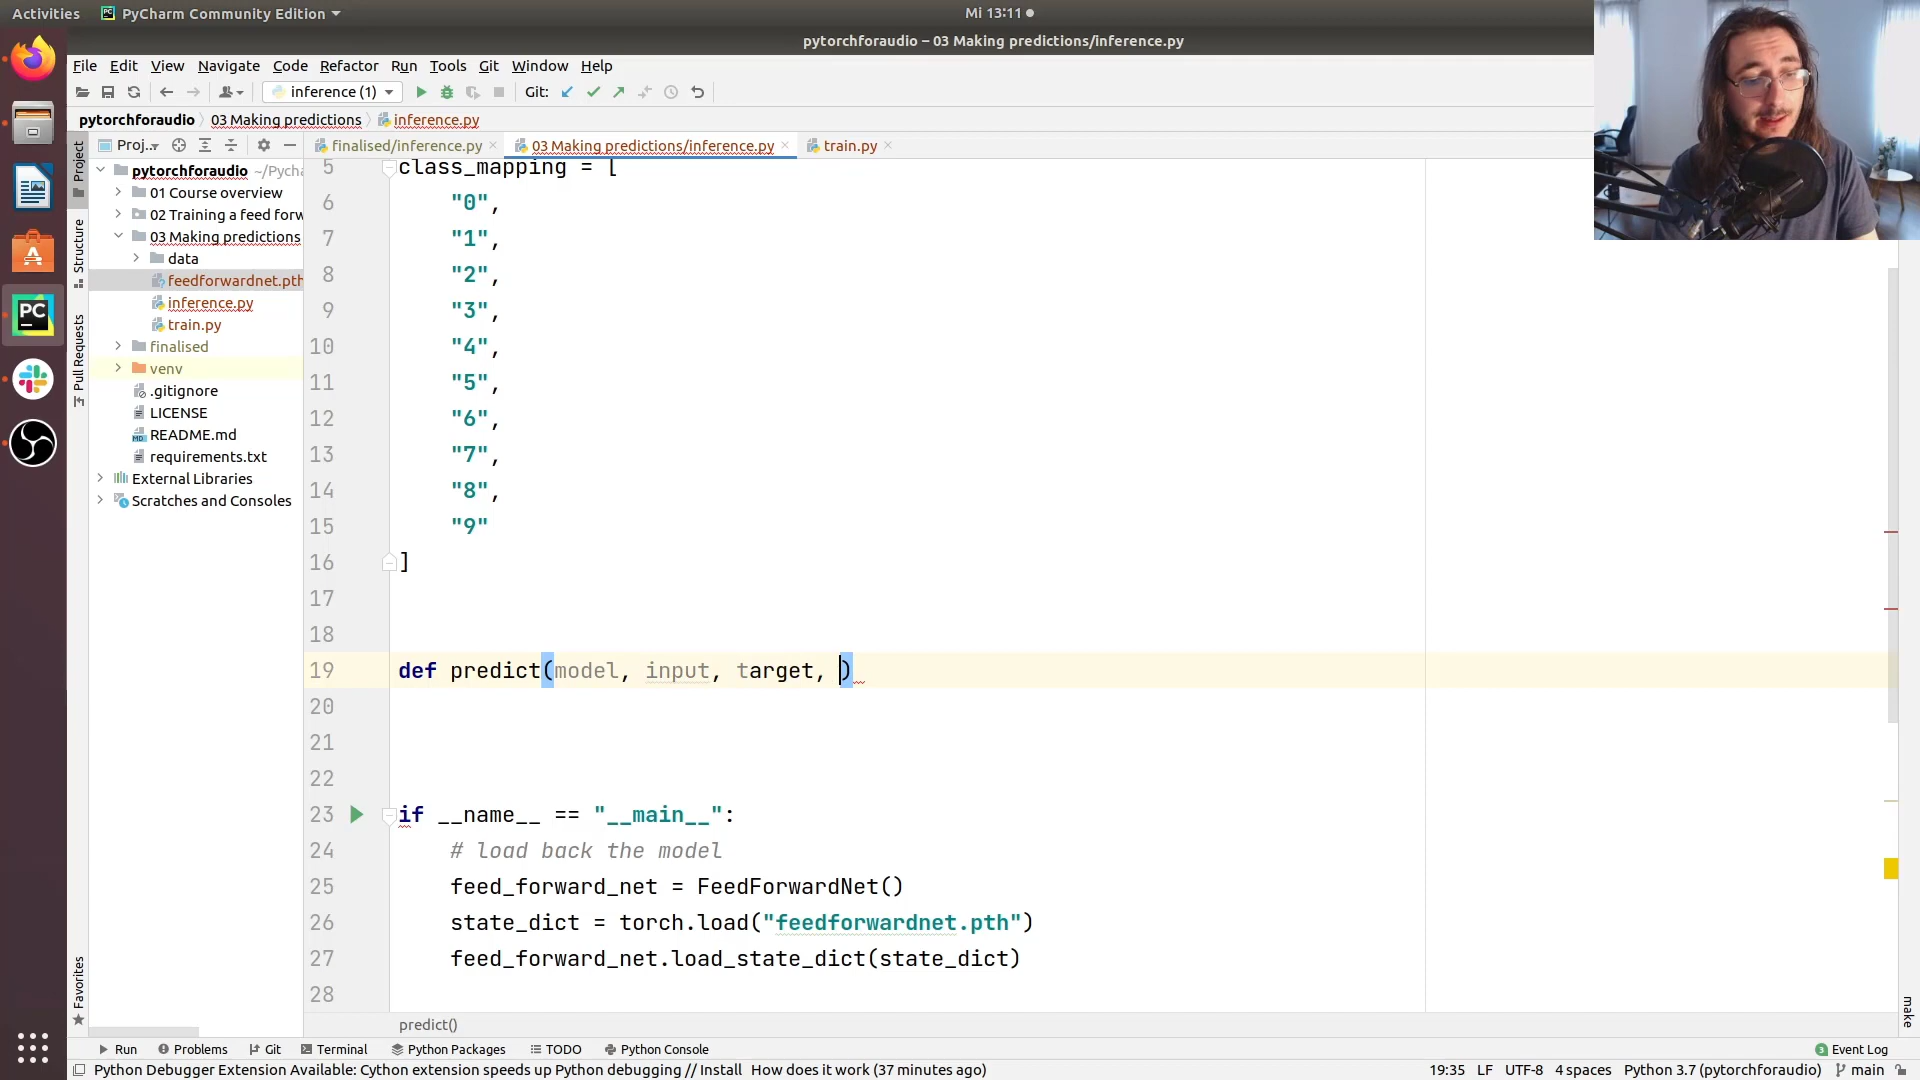 Activities
PyCharm Community Edition
Mi 13:11
pytorchforaudio – 03 Making predictions/inference.py
File Edit View Navigate Code Refactor Run Tools Git Window Help
inference (1)
Git:
pytorchforaudio 03 Making predictions inference.py
Project
Proj...
finalised/inference.py
03 Making predictions/inference.py
train.py
pytorchforaudio ~/Pycha
01 Course overview
02 Training a feed forw
03 Making predictions
data
feedforwardnet.pth
inference.py
train.py
finalised
venv
.gitignore
LICENSE
README.md
requirements.txt
External Libraries
Scratches and Consoles
Structure
Pull Requests
Favorites
5 class_mapping = [
6 "0",
7 "1",
8 "2",
9 "3",
10 "4",
11 "5",
12 "6",
13 "7",
14 "8",
15 "9"
16 ]
17
18
19 def predict(model, input, target, )
20
21
22
23 if __name__ == "__main__":
24 # load back the model
25 feed_forward_net = FeedForwardNet()
26 state_dict = torch.load("feedforwardnet.pth")
27 feed_forward_net.load_state_dict(state_dict)
28
predict()
make
Run Problems Git Terminal Python Packages TODO Python Console
3 Event Log
Python Debugger Extension Available: Cython extension speeds up Python debugging // Install How does it work (37 minutes ago)
19:35 LF UTF-8 4 spaces Python 3.7 (pytorchforaudio) main